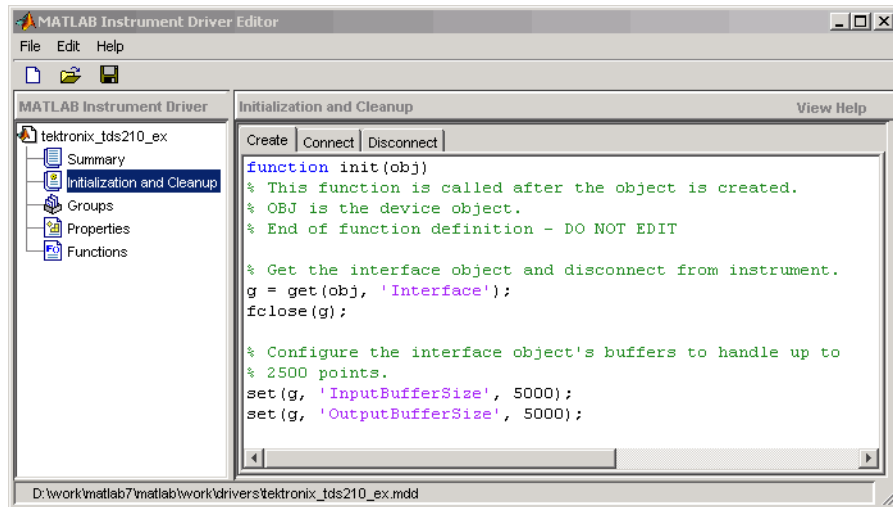 MATLAB Instrument Driver Editor
File Edit Help
MATLAB Instrument Driver
Initialization and Cleanup View Help
tektronix_tds210_ex
Summary
Initialization and Cleanup
Groups
Properties
Functions
Create Connect Disconnect
function init(obj)
% This function is called after the object is created.
% OBJ is the device object.
% End of function definition - DO NOT EDIT
% Get the interface object and disconnect from instrument.
g = get(obj, 'Interface');
fclose(g);
% Configure the interface object's buffers to handle up to
% 2500 points.
set(g, 'InputBufferSize', 5000);
set(g, 'OutputBufferSize', 5000);
D:\work\matlab7\matlab\work\drivers\tektronix_tds210_ex.mdd